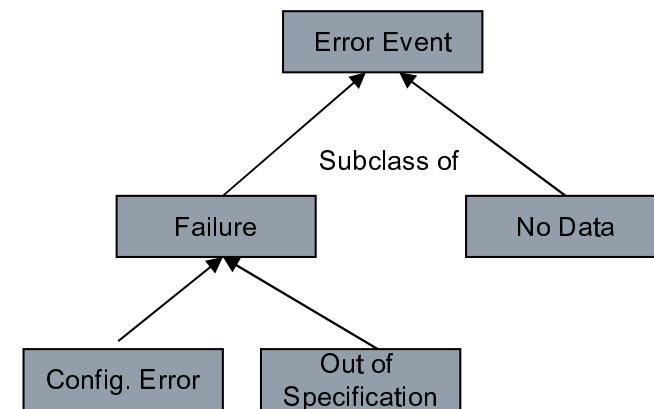 Error Event
Subclass of
Failure
No Data
Config. Error
Out of
Specification